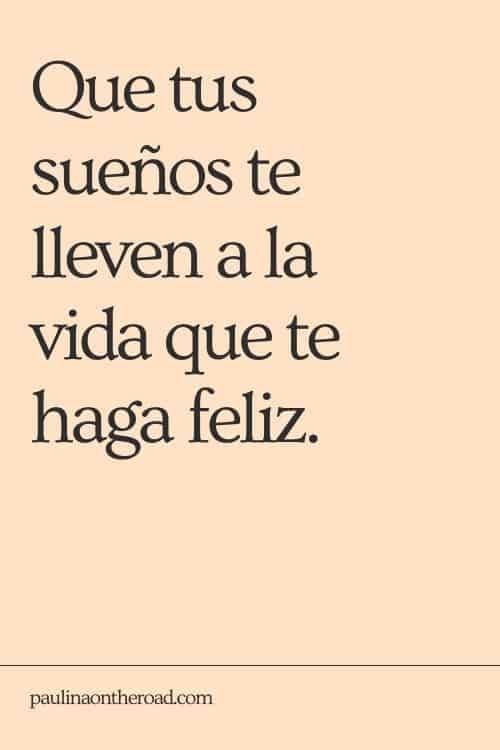 Que tus
sueños te
lleven a la
vida que te
haga feliz.
paulinaontheroad.com